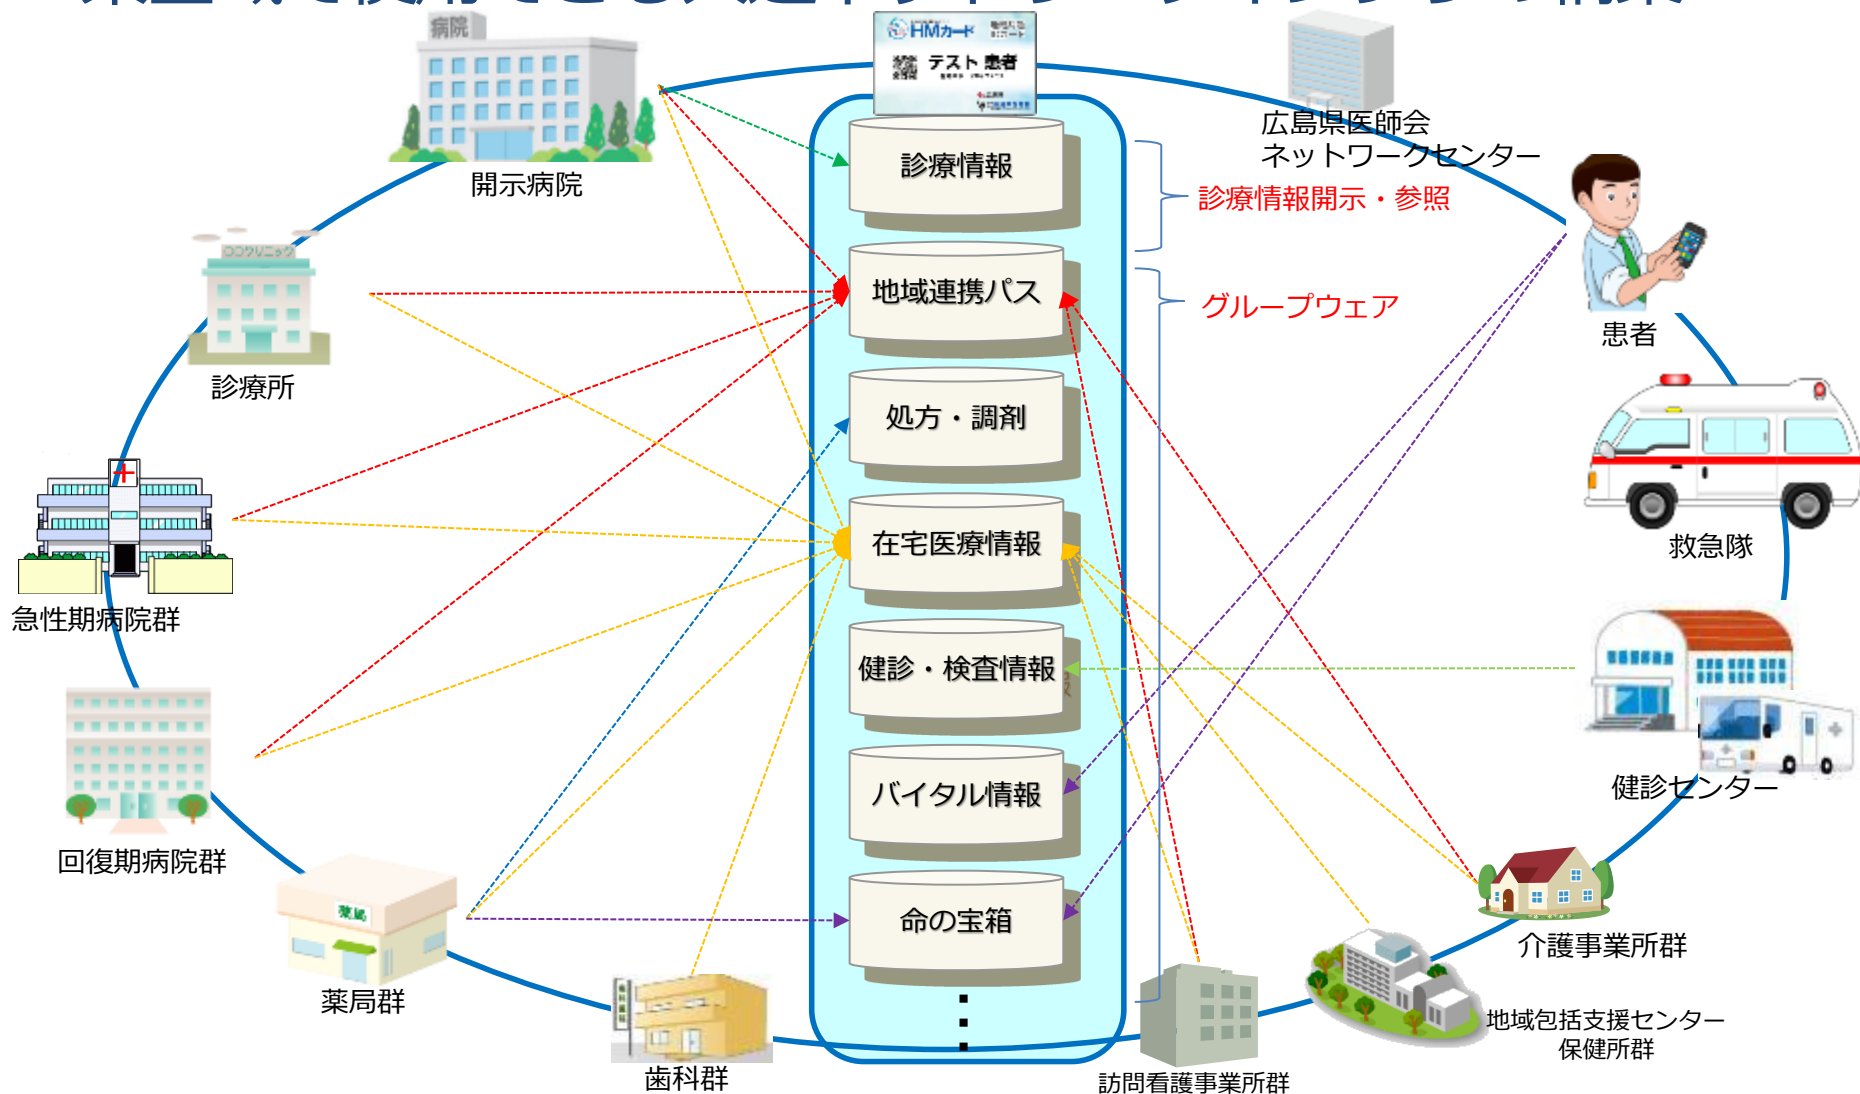 病院
HMカード
テスト 患者
開示病院
広島県医師会
ネットワークセンター
診療情報
診療情報開示・参照
地域連携パス
グループウェア
患者
診療所
処方・調剤
在宅医療情報
救急隊
急性期病院群
健診・検査情報
健診センター
バイタル情報
回復期病院群
薬局
命の宝箱
介護事業所群
薬局群
地域包括支援センター
保健所群
歯科群
訪問看護事業所群